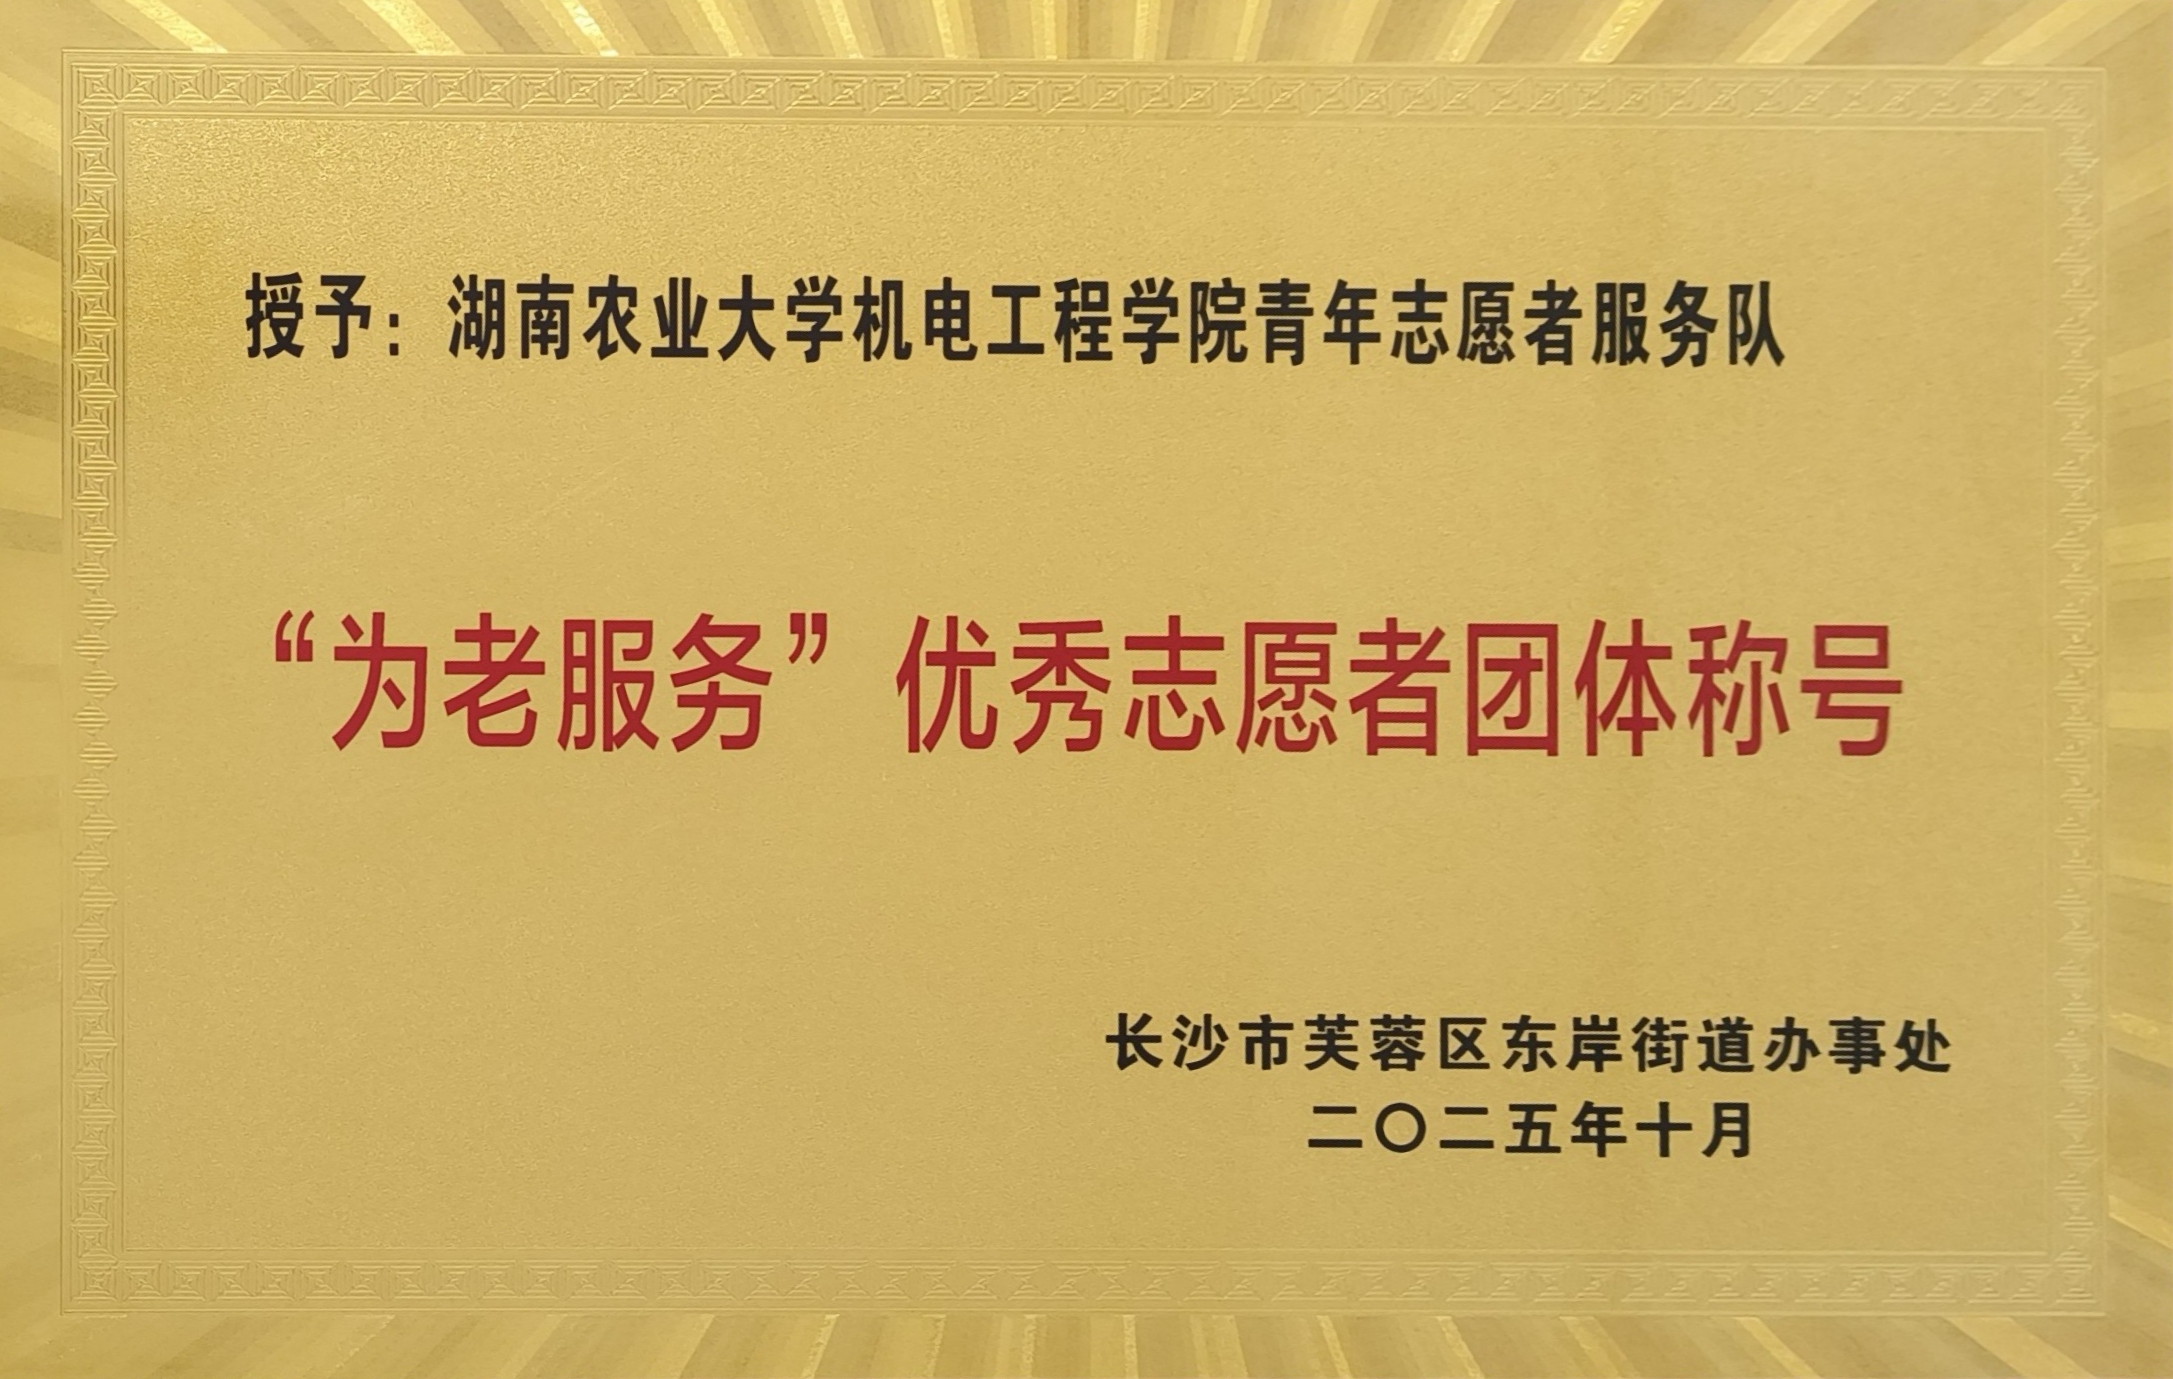 授予：湖南农业大学机电工程学院青年志愿者服务队
“为老服务”优秀志愿者团体称号
长沙市芙蓉区东岸街道办事处
二〇二五年十月